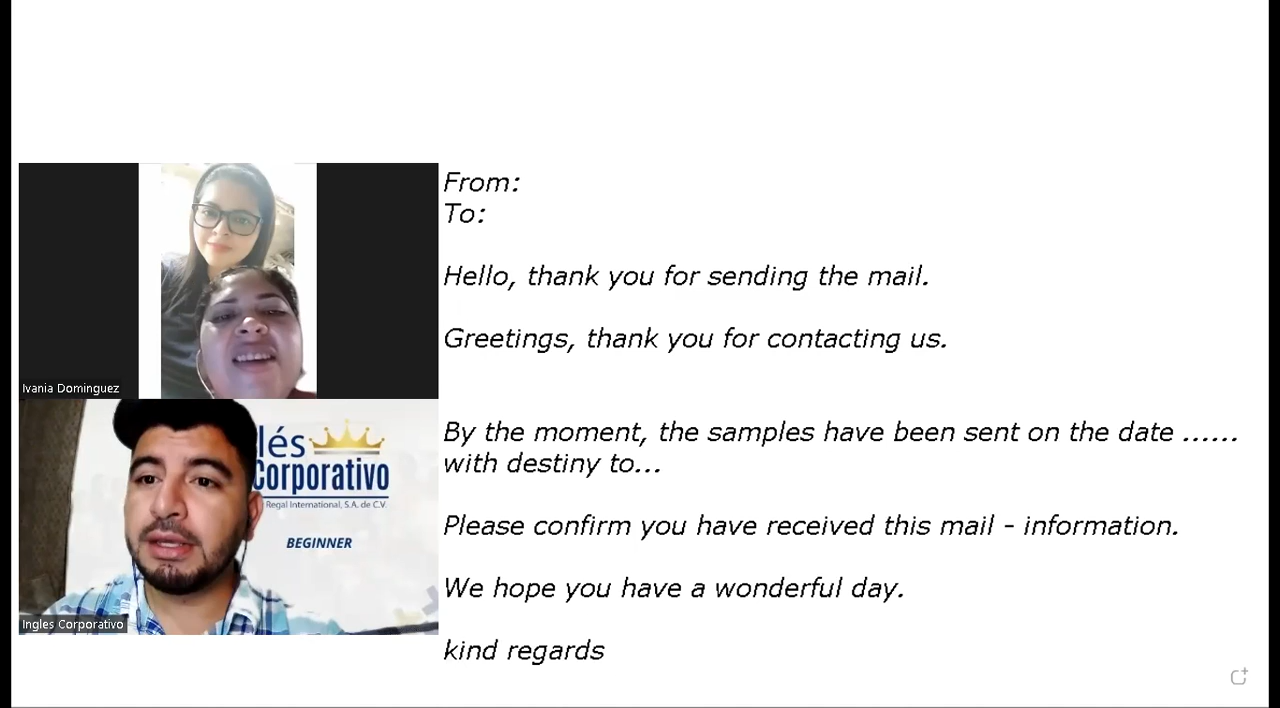 From:
To:
Hello, thank you for sending the mail.
Greetings, thank you for contacting us.
By the moment, the samples have been sent on the date ......
with destiny to...
Please confirm you have received this mail - information.
We hope you have a wonderful day.
kind regards
Ivania Dominguez
lés
Corporativo
Regal International, S.A. de C.V.
BEGINNER
Ingles Corporativo